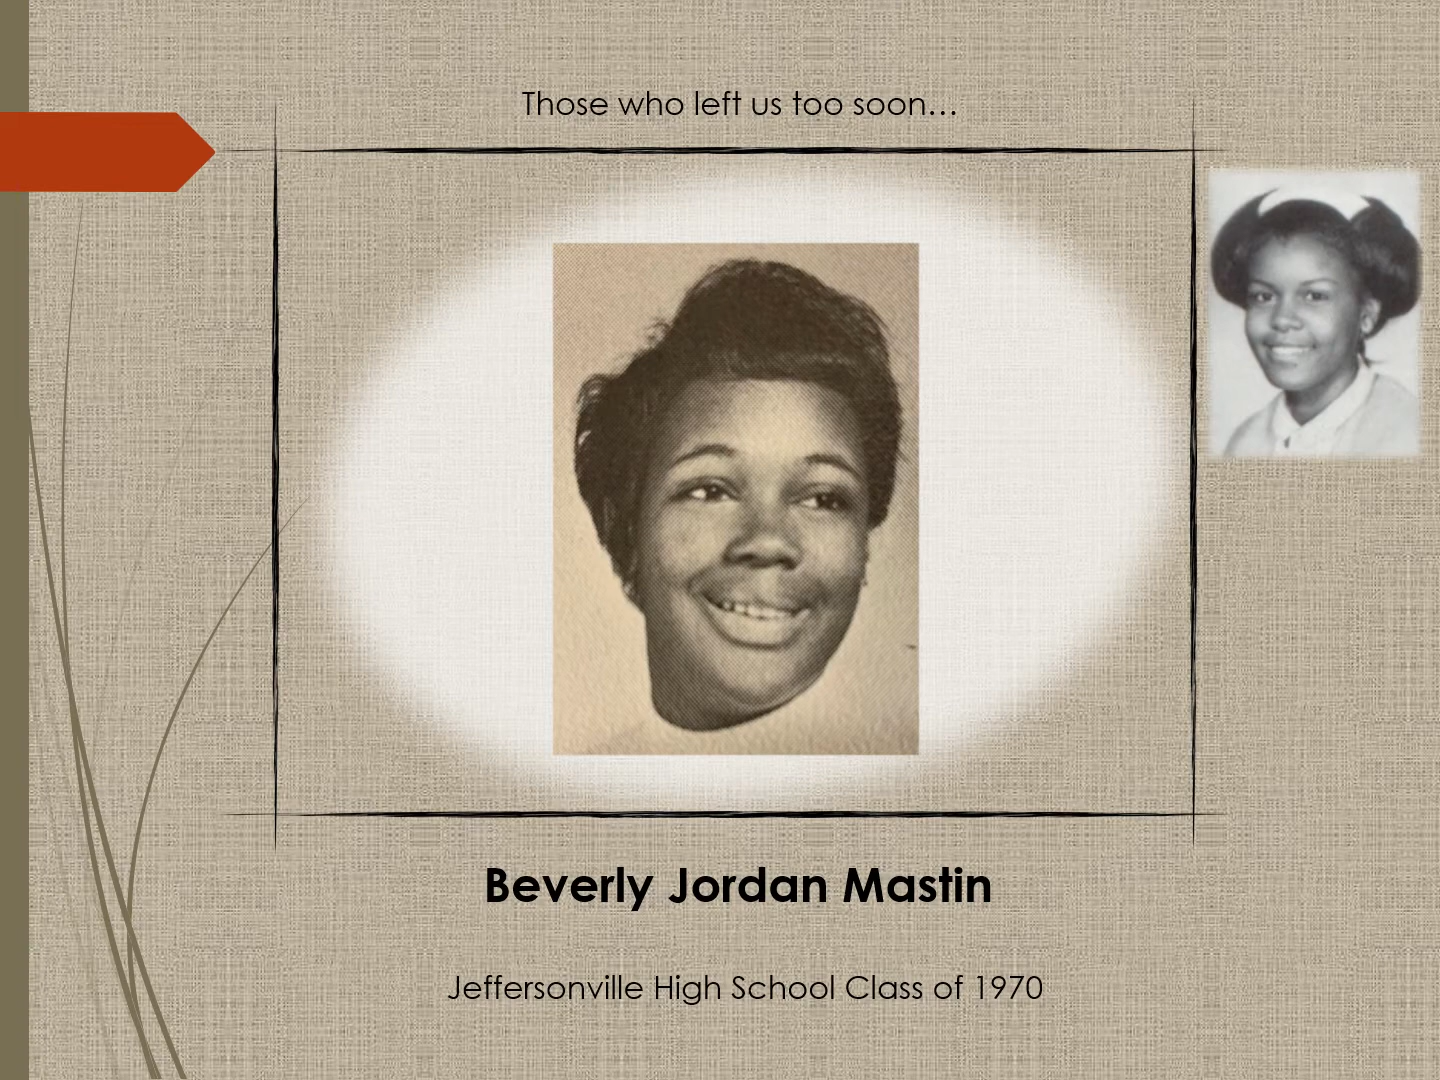 Those who left us too soon…
Beverly Jordan Mastin
Jeffersonville High School Class of 1970